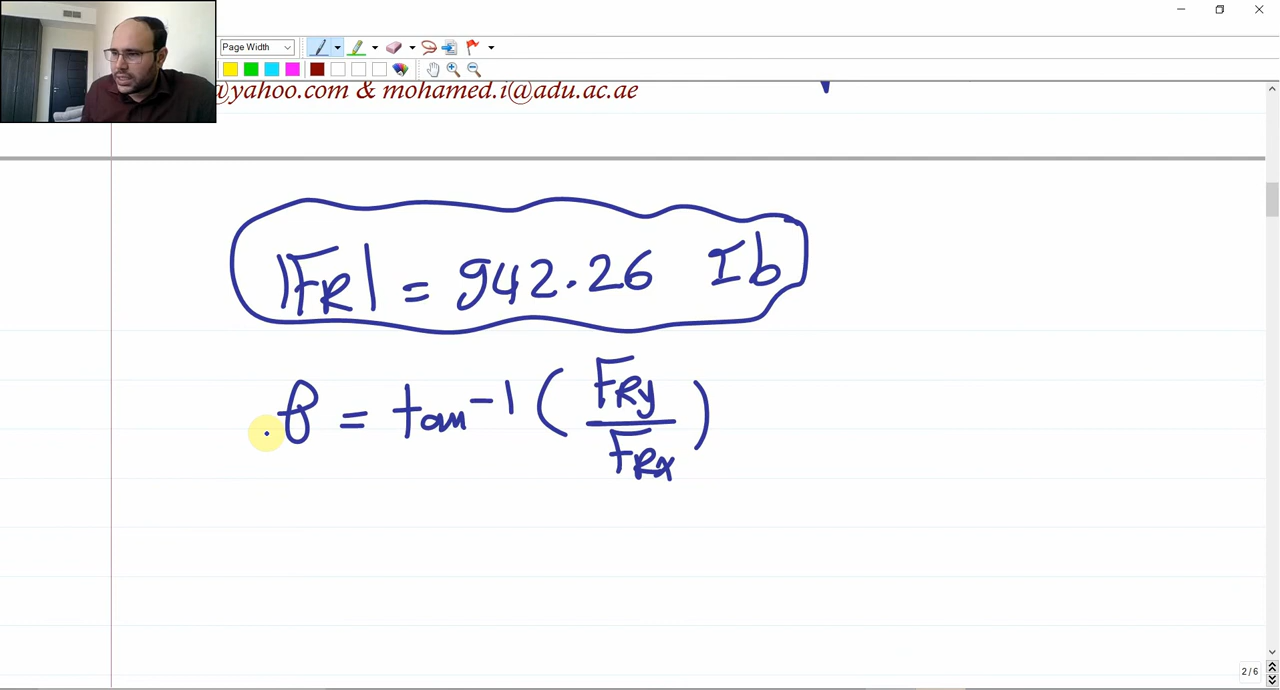 Page Width
@yahoo.com & mohamed.i@adu.ac.ae
|FR| = 942.26 Ib
β = tan⁻¹ ( FRy / FRx )
2 / 6